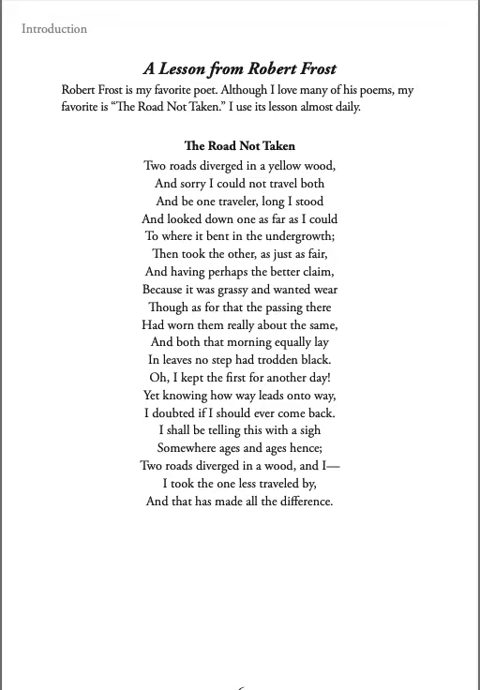 Introduction
A Lesson from Robert Frost
Robert Frost is my favorite poet. Although I love many of his poems, my
favorite is “The Road Not Taken.” I use its lesson almost daily.
The Road Not Taken
Two roads diverged in a yellow wood,
And sorry I could not travel both
And be one traveler, long I stood
And looked down one as far as I could
To where it bent in the undergrowth;
Then took the other, as just as fair,
And having perhaps the better claim,
Because it was grassy and wanted wear
Though as for that the passing there
Had worn them really about the same,
And both that morning equally lay
In leaves no step had trodden black.
Oh, I kept the first for another day!
Yet knowing how way leads onto way,
I doubted if I should ever come back.
I shall be telling this with a sigh
Somewhere ages and ages hence;
Two roads diverged in a wood, and I—
I took the one less traveled by,
And that has made all the difference.